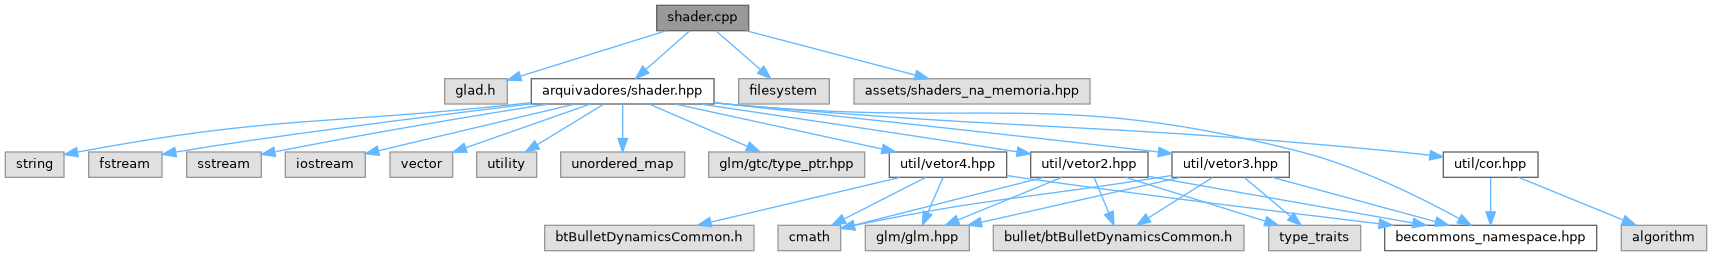 shader.cpp
glad.h
arquivadores/shader.hpp
filesystem
assets/shaders_na_memoria.hpp
string
fstream
sstream
iostream
vector
utility
unordered_map
glm/gtc/type_ptr.hpp
util/vetor4.hpp
util/vetor2.hpp
util/vetor3.hpp
util/cor.hpp
btBulletDynamicsCommon.h
cmath
glm/glm.hpp
bullet/btBulletDynamicsCommon.h
type_traits
becommons_namespace.hpp
algorithm